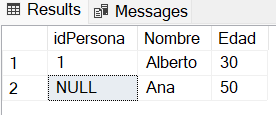 Results Messages
idPersona Nombre Edad
1 1 Alberto 30
2 NULL Ana 50